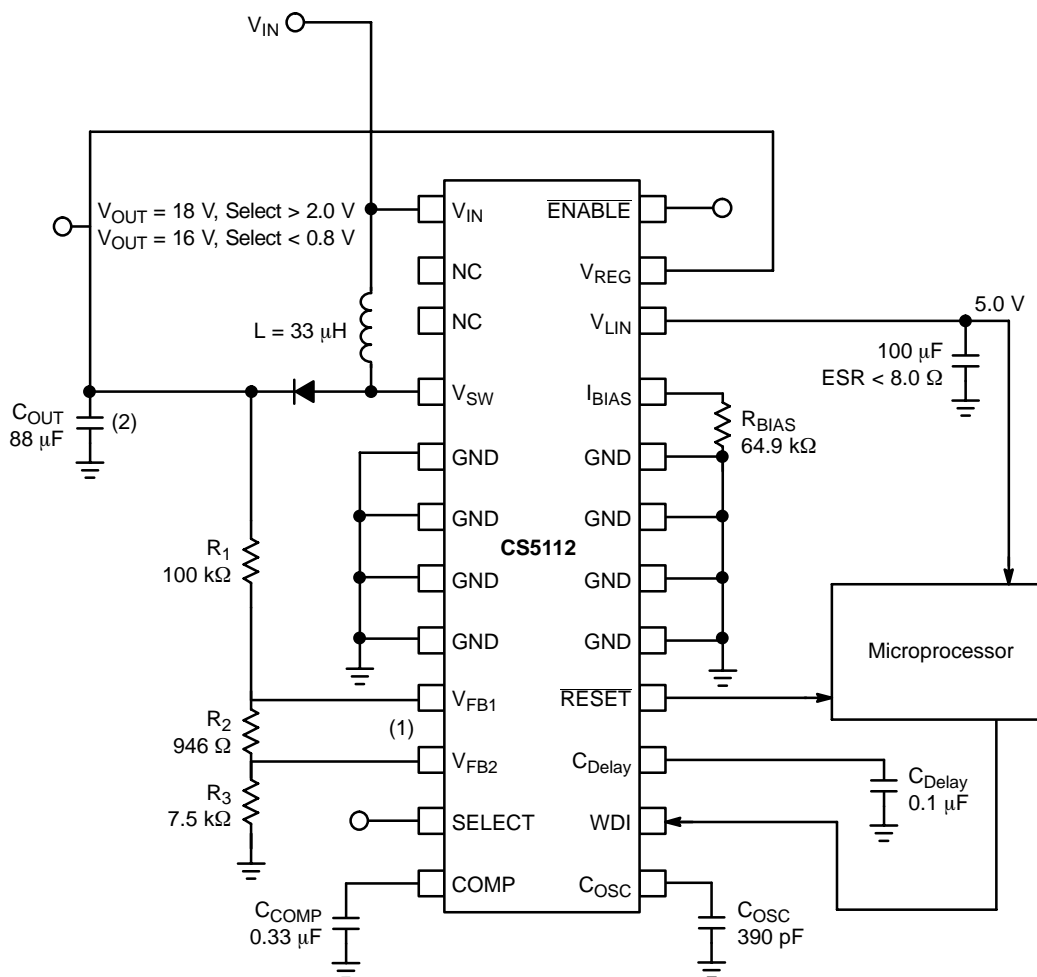 V_IN
V_OUT = 18 V, Select > 2.0 V
V_OUT = 16 V, Select < 0.8 V
L = 33 μH
C_OUT
88 μF
(2)
R_1
100 kΩ
R_2
946 Ω
R_3
7.5 kΩ
(1)
C_COMP
0.33 μF
V_IN
NC
NC
V_SW
GND
GND
GND
GND
V_FB1
V_FB2
SELECT
COMP
CS5112
ENABLE
V_REG
V_LIN
I_BIAS
GND
GND
GND
GND
RESET
C_Delay
WDI
C_OSC
5.0 V
100 μF
ESR < 8.0 Ω
R_BIAS
64.9 kΩ
Microprocessor
C_Delay
0.1 μF
C_OSC
390 pF